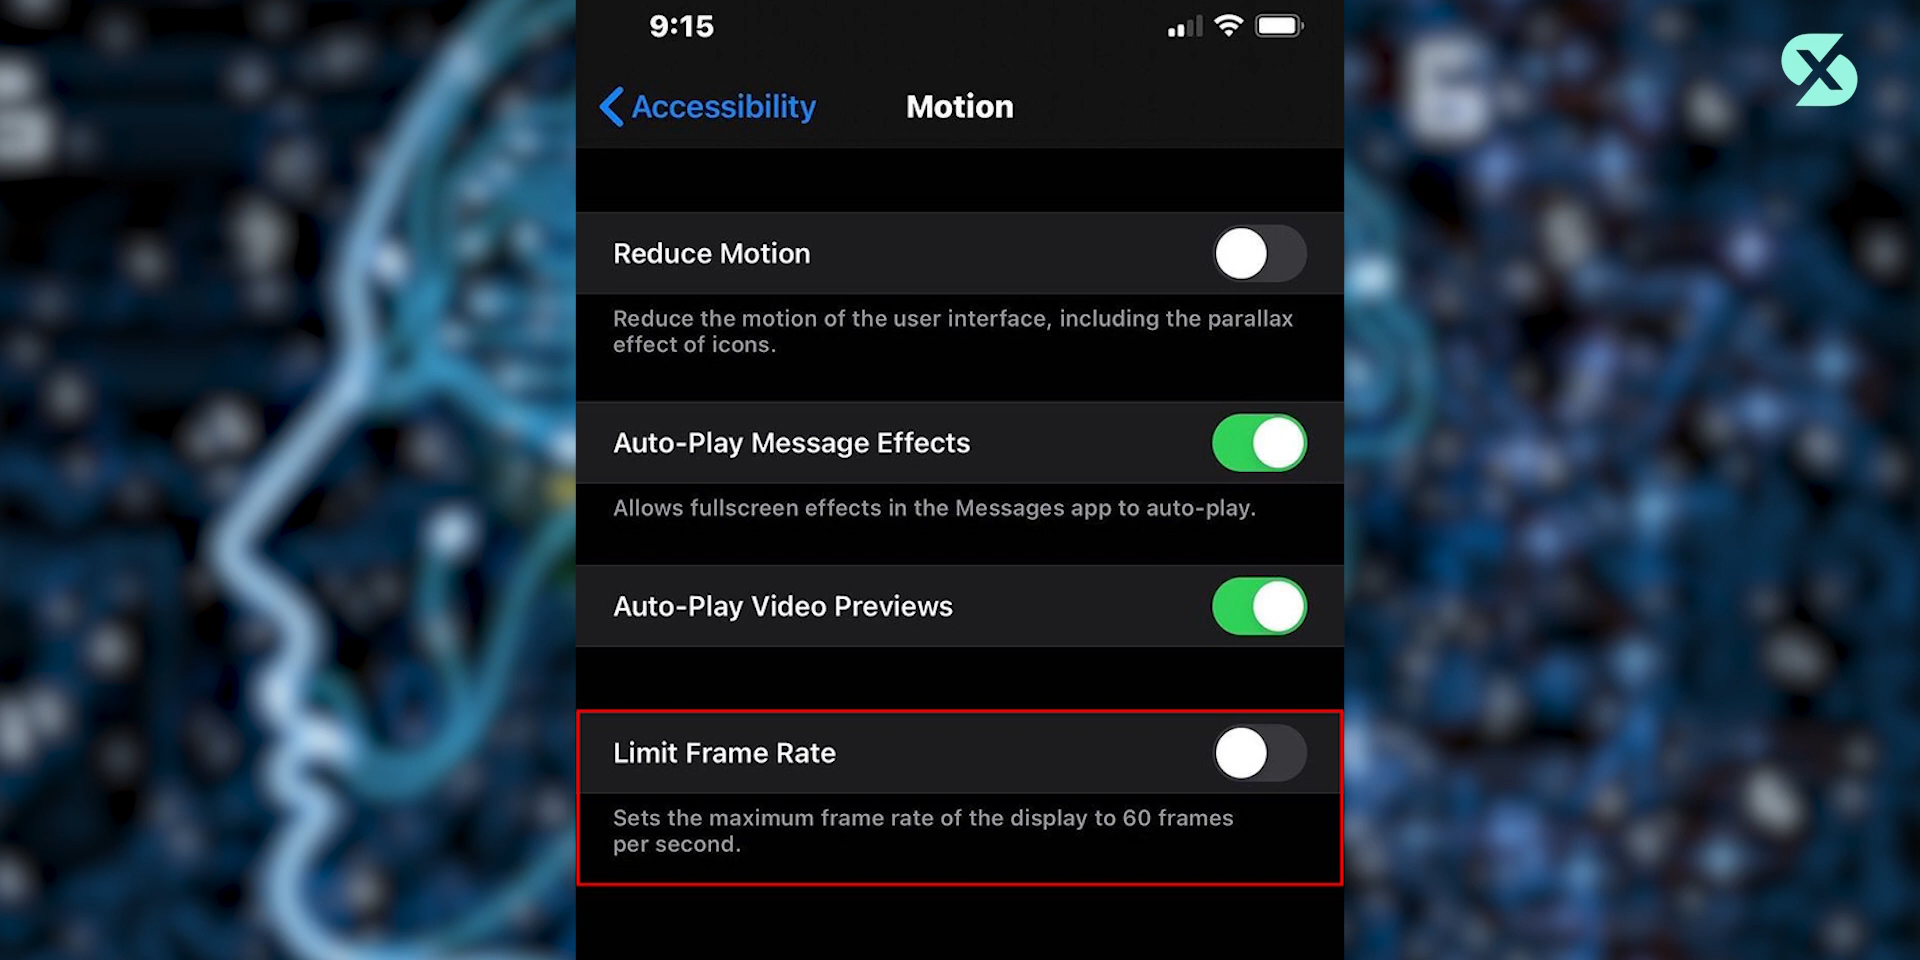 9:15
Accessibility
Motion
Reduce Motion
Reduce the motion of the user interface, including the parallax
effect of icons.
Auto-Play Message Effects
Allows fullscreen effects in the Messages app to auto-play.
Auto-Play Video Previews
Limit Frame Rate
Sets the maximum frame rate of the display to 60 frames
per second.